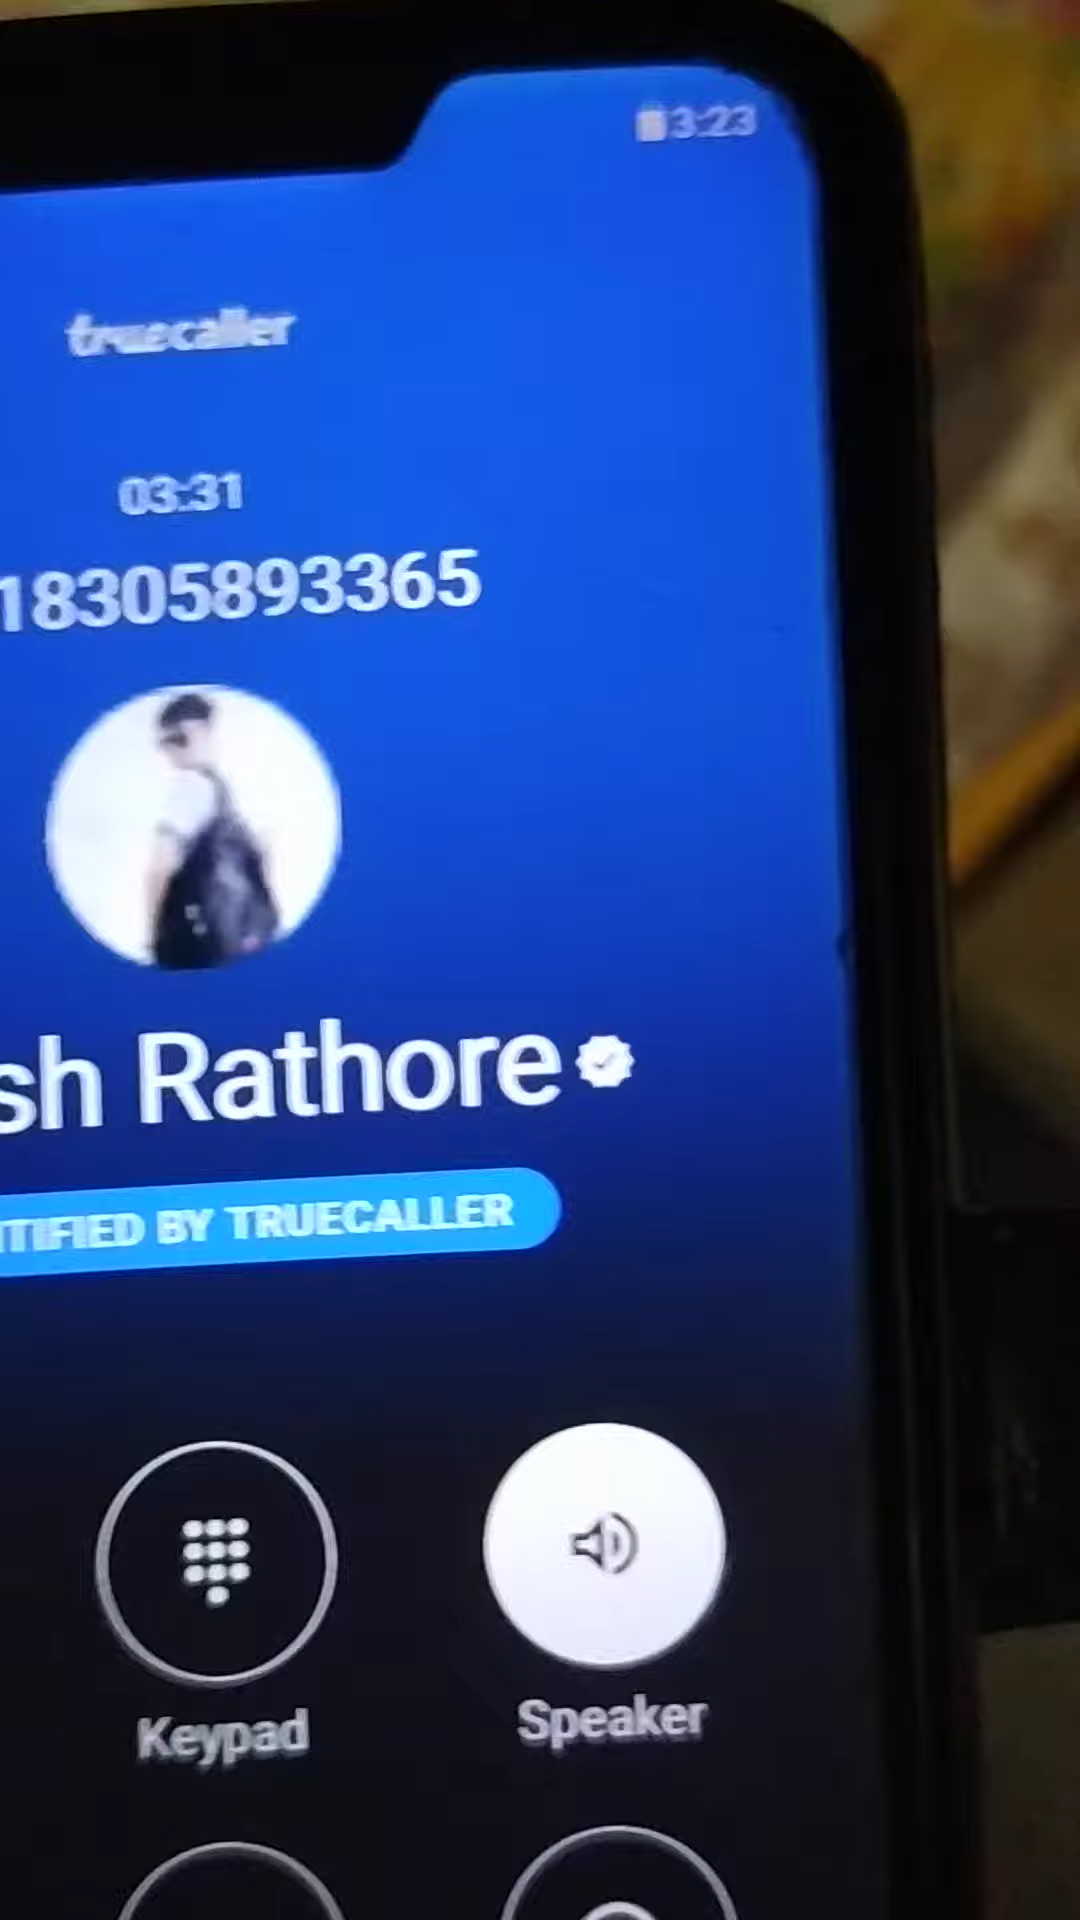 3:23
truecaller
03:31
18305893365
sh Rathore
TIFIED BY TRUECALLER
Keypad
Speaker